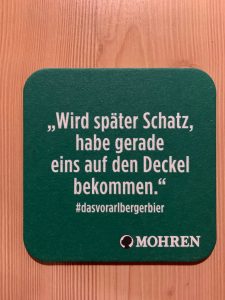 „Wird später Schatz,
habe gerade
eins auf den Deckel
bekommen.“
#dasvorarlbergerbier
MOHREN